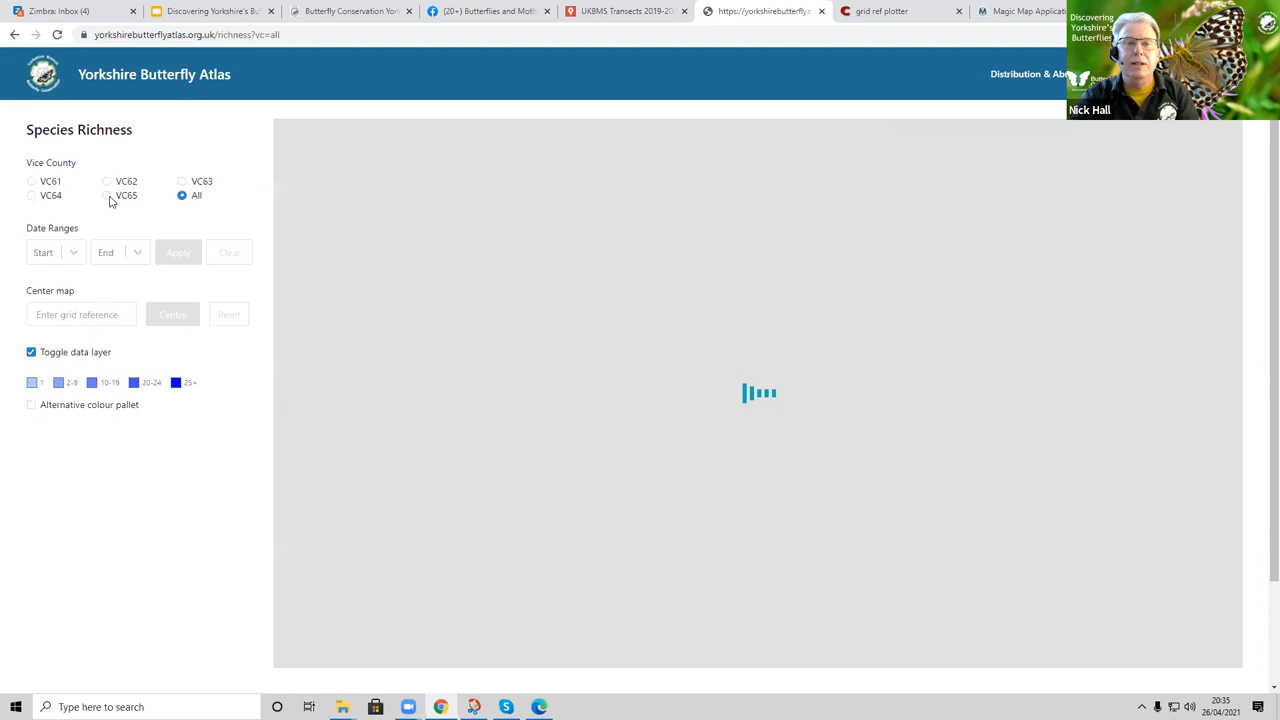 Zimbra: Inbox (4)
Discovering Yorkshire's Bu
Butterfly Conservation York
(20+) Butterflies and Moth
UKBMS Transects 2019-20
https://yorkshirebutterflya
grid ref plotter
Magic Map Applicati
yorkshirebutterflyatlas.org.uk/richness?vc=all
Yorkshire Butterfly Atlas
Distribution & Ab
Discovering
Yorkshire's
Butterflies
Nick Hall
Species Richness
Vice County
VC61 VC62 VC63
VC64 VC65 All
Date Ranges
Start End Apply Clear
Center map
Enter grid reference Centre Reset
Toggle data layer
1 2-9 10-19 20-24 25+
Alternative colour pallet
Type here to search
20:35
26/04/2021